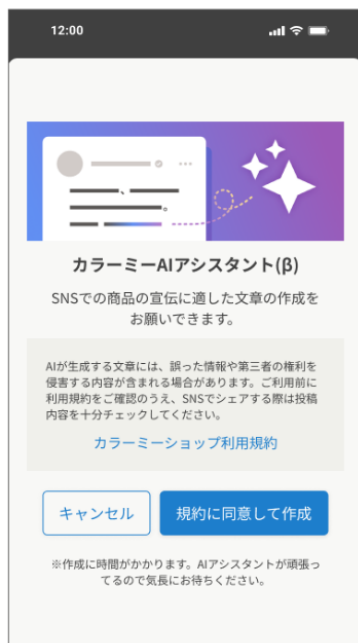 12:00
カラーミーAIアシスタント(β)
SNSでの商品の宣伝に適した文章の作成を
お願いできます。
AIが生成する文章には、誤った情報や第三者の権利を
侵害する内容が含まれる場合があります。ご利用前に
利用規約をご確認のうえ、SNSでシェアする際は投稿
内容を十分チェックしてください。
カラーミーショップ利用規約
キャンセル
規約に同意して作成
※作成に時間がかかります。AIアシスタントが頑張っ
てるので気長にお待ちください。